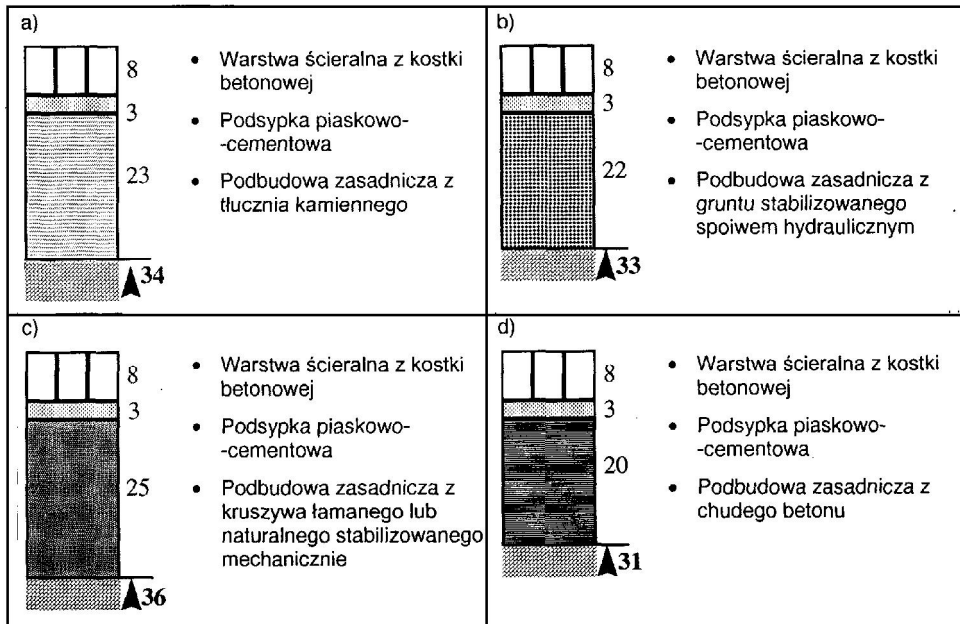 a)
8
3
23
34
• Warstwa ścieralna z kostki
betonowej
• Podsypka piaskowo-
-cementowa
• Podbudowa zasadnicza z
tłucznia kamiennego
b)
8
3
22
33
• Warstwa ścieralna z kostki
betonowej
• Podsypka piaskowo-
-cementowa
• Podbudowa zasadnicza z
gruntu stabilizowanego
spoiwem hydraulicznym
c)
8
3
25
36
• Warstwa ścieralna z kostki
betonowej
• Podsypka piaskowo-
-cementowa
• Podbudowa zasadnicza z
kruszywa łamanego lub
naturalnego stabilizowanego
mechanicznie
d)
8
3
20
31
• Warstwa ścieralna z kostki
betonowej
• Podsypka piaskowo-
-cementowa
• Podbudowa zasadnicza z
chudego betonu